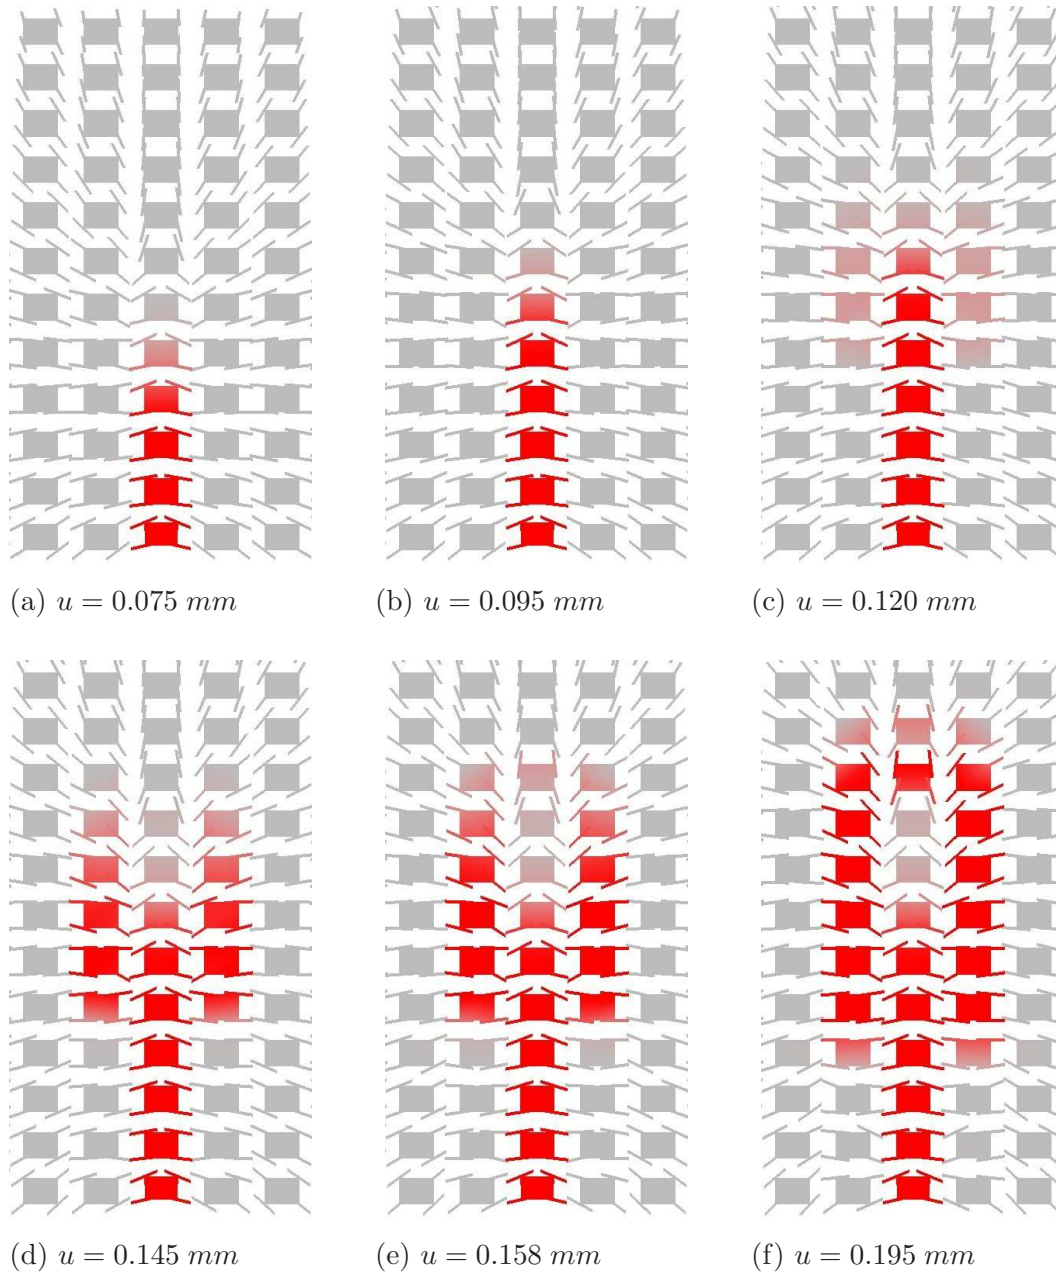 (a) u = 0.075 mm
(b) u = 0.095 mm
(c) u = 0.120 mm
(d) u = 0.145 mm
(e) u = 0.158 mm
(f) u = 0.195 mm